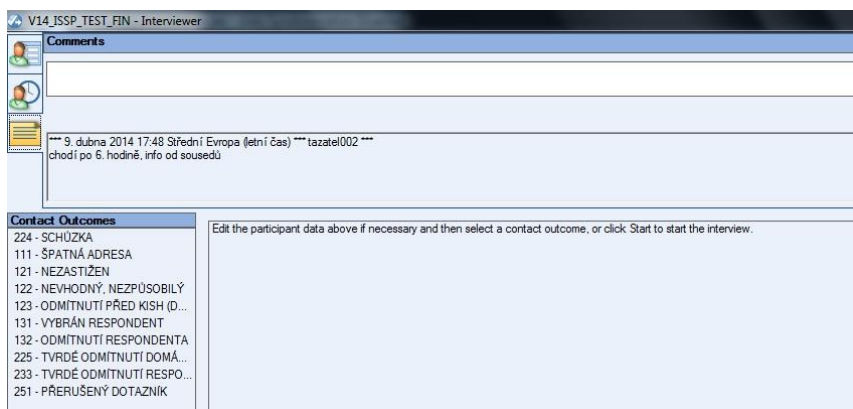 V14_ISSP_TEST_FIN - Interviewer
Comments
*** 9. dubna 2014 17:48 Střední Evropa (letní čas) *** tazatel002 ***
chodí po 6. hodině, info od sousedů
Contact Outcomes
224 - SCHŮZKA
111 - ŠPATNÁ ADRESA
121 - NEZASTIŽEN
122 - NEVHODNÝ, NEZPŮSOBILÝ
123 - ODMÍTNUTÍ PŘED KISH (D...
131 - VYBRÁN RESPONDENT
132 - ODMÍTNUTÍ RESPONDENTA
225 - TVRDÉ ODMÍTNUTÍ DOMÁ...
233 - TVRDÉ ODMÍTNUTÍ RESPO...
251 - PŘERUŠENÝ DOTAZNÍK
Edit the participant data above if necessary and then select a contact outcome, or click Start to start the interview.